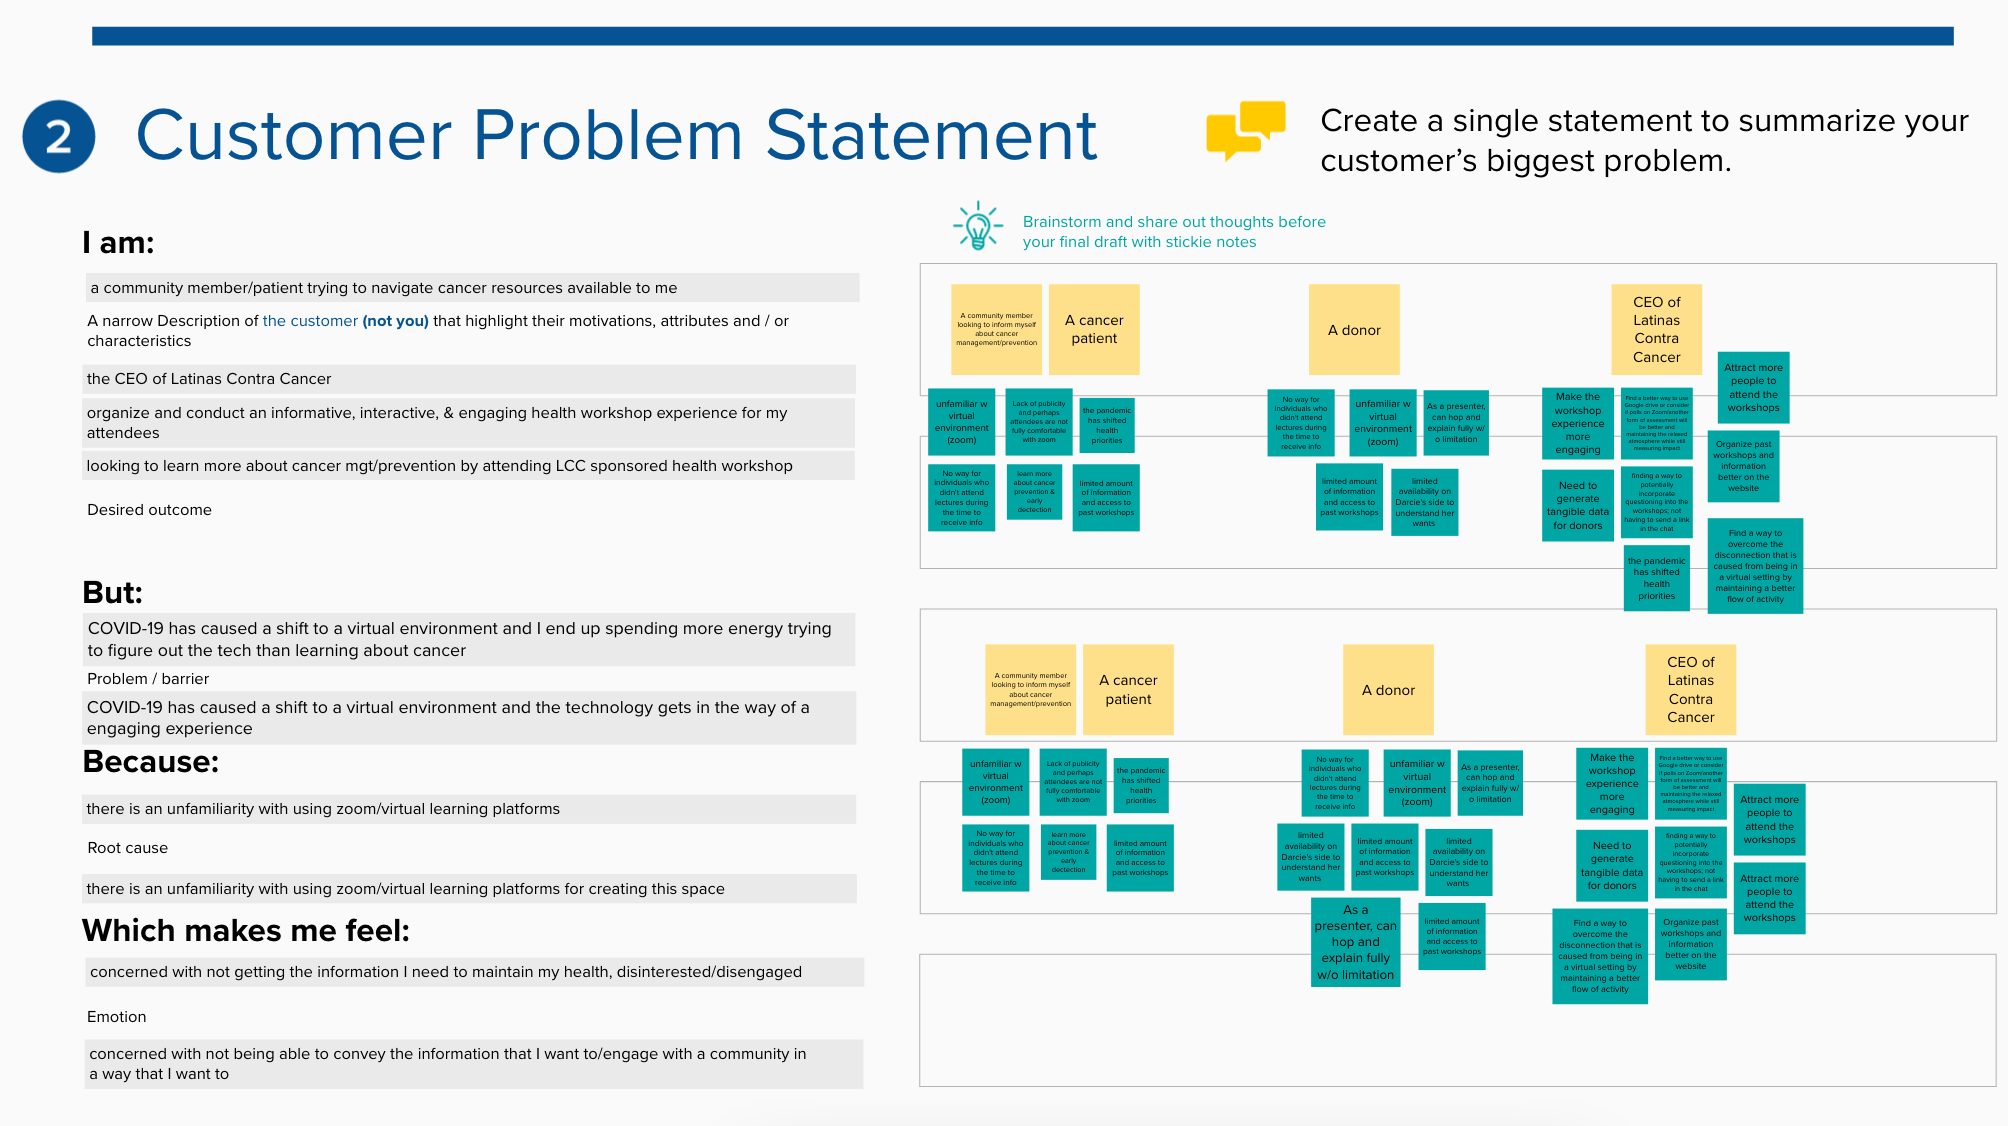 2
Customer Problem Statement
Create a single statement to summarize your
customer's biggest problem.
I am:
a community member/patient trying to navigate cancer resources available to me
A narrow Description of the customer (not you) that highlight their motivations, attributes and / or
characteristics
the CEO of Latinas Contra Cancer
organize and conduct an informative, interactive, & engaging health workshop experience for my
attendees
looking to learn more about cancer mgt/prevention by attending LCC sponsored health workshop
Desired outcome
But:
COVID-19 has caused a shift to a virtual environment and I end up spending more energy trying
to figure out the tech than learning about cancer
Problem / barrier
COVID-19 has caused a shift to a virtual environment and the technology gets in the way of a
engaging experience
Because:
there is an unfamiliarity with using zoom/virtual learning platforms
Root cause
there is an unfamiliarity with using zoom/virtual learning platforms for creating this space
Which makes me feel:
concerned with not getting the information I need to maintain my health, disinterested/disengaged
Emotion
concerned with not being able to convey the information that I want to/engage with a community in
a way that I want to
Brainstorm and share out thoughts before
your final draft with stickie notes
A community member
looking to inform myself
about cancer
management/prevention
A cancer
patient
A donor
CEO of
Latinas
Contra
Cancer
Attract more
people to
attend the
workshops
unfamiliar w
virtual
environment
(zoom)
Lack of publicity
and perhaps
attendees are not
fully comfortable
with zoom
the pandemic
has shifted
health
priorities
No way for
individuals who
didn't attend
lectures during
the time to
receive info
unfamiliar w
virtual
environment
(zoom)
As a presenter,
can hop and
explain fully w/
o limitation
Make the
workshop
experience
more
engaging
Find a better way to use
Google drive or consider
if polls on Zoom/another
form of assessment will
be better and
maintaining the relaxed
atmosphere while still
measuring impact
Organize past
workshops and
information
better on the
website
No way for
individuals who
didn't attend
lectures during
the time to
receive info
learn more
about cancer
prevention &
early
dectection
limited amount
of information
and access to
past workshops
limited amount
of information
and access to
past workshops
limited
availability on
Darcie's side to
understand her
wants
Need to
generate
tangible data
for donors
finding a way to
potentially
incorporate
questioning into the
workshops; not
having to send a link
in the chat
the pandemic
has shifted
health
priorities
Find a way to
overcome the
disconnection that is
caused from being in
a virtual setting by
maintaining a better
flow of activity
A community member
looking to inform myself
about cancer
management/prevention
A cancer
patient
A donor
CEO of
Latinas
Contra
Cancer
unfamiliar w
virtual
environment
(zoom)
Lack of publicity
and perhaps
attendees are not
fully comfortable
with zoom
the pandemic
has shifted
health
priorities
No way for
individuals who
didn't attend
lectures during
the time to
receive info
unfamiliar w
virtual
environment
(zoom)
As a presenter,
can hop and
explain fully w/
o limitation
Make the
workshop
experience
more
engaging
Find a better way to use
Google drive or consider
if polls on Zoom/another
form of assessment will
be better and
maintaining the relaxed
atmosphere while still
measuring impact
Attract more
people to
attend the
workshops
No way for
individuals who
didn't attend
lectures during
the time to
receive info
learn more
about cancer
prevention &
early
dectection
limited amount
of information
and access to
past workshops
limited
availability on
Darcie's side to
understand her
wants
limited amount
of information
and access to
past workshops
limited
availability on
Darcie's side to
understand her
wants
Need to
generate
tangible data
for donors
finding a way to
potentially
incorporate
questioning into the
workshops; not
having to send a link
in the chat
Attract more
people to
attend the
workshops
As a
presenter, can
hop and
explain fully
w/o limitation
limited amount
of information
and access to
past workshops
Find a way to
overcome the
disconnection that is
caused from being in
a virtual setting by
maintaining a better
flow of activity
Organize past
workshops and
information
better on the
website